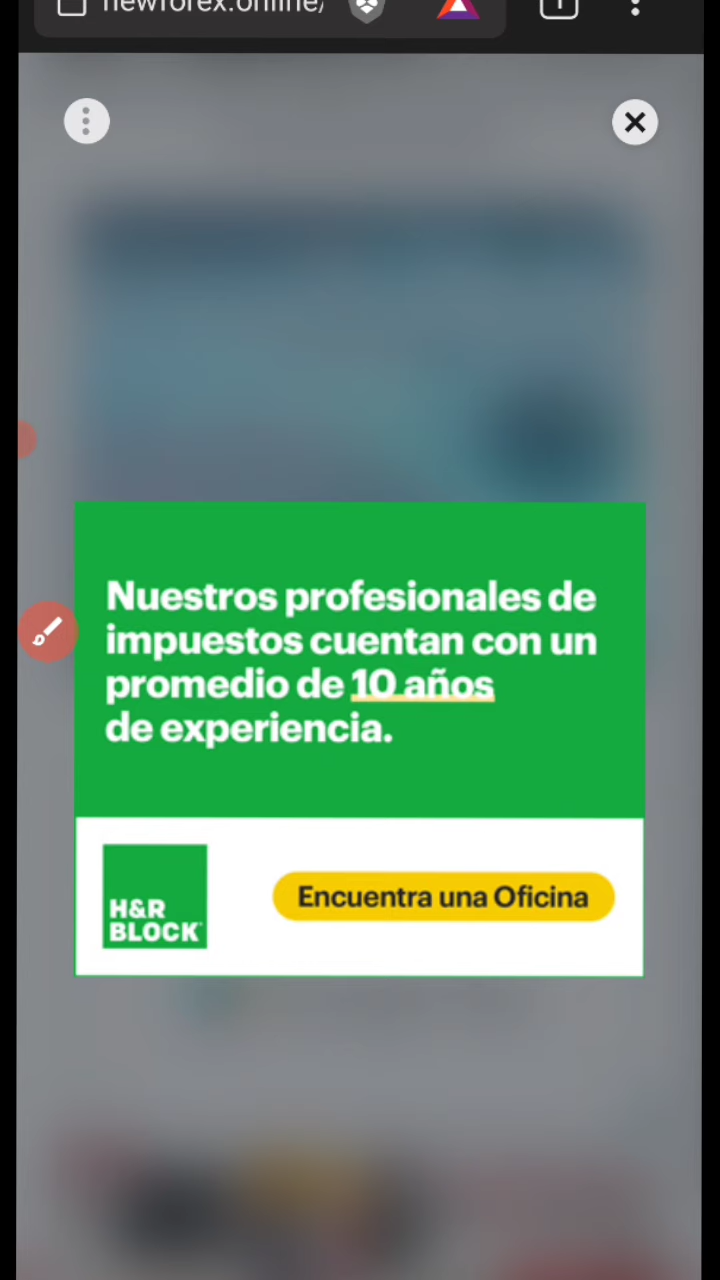 newforex.online/
1
Nuestros profesionales de
impuestos cuentan con un
promedio de 10 años
de experiencia.
H&R
BLOCK
Encuentra una Oficina